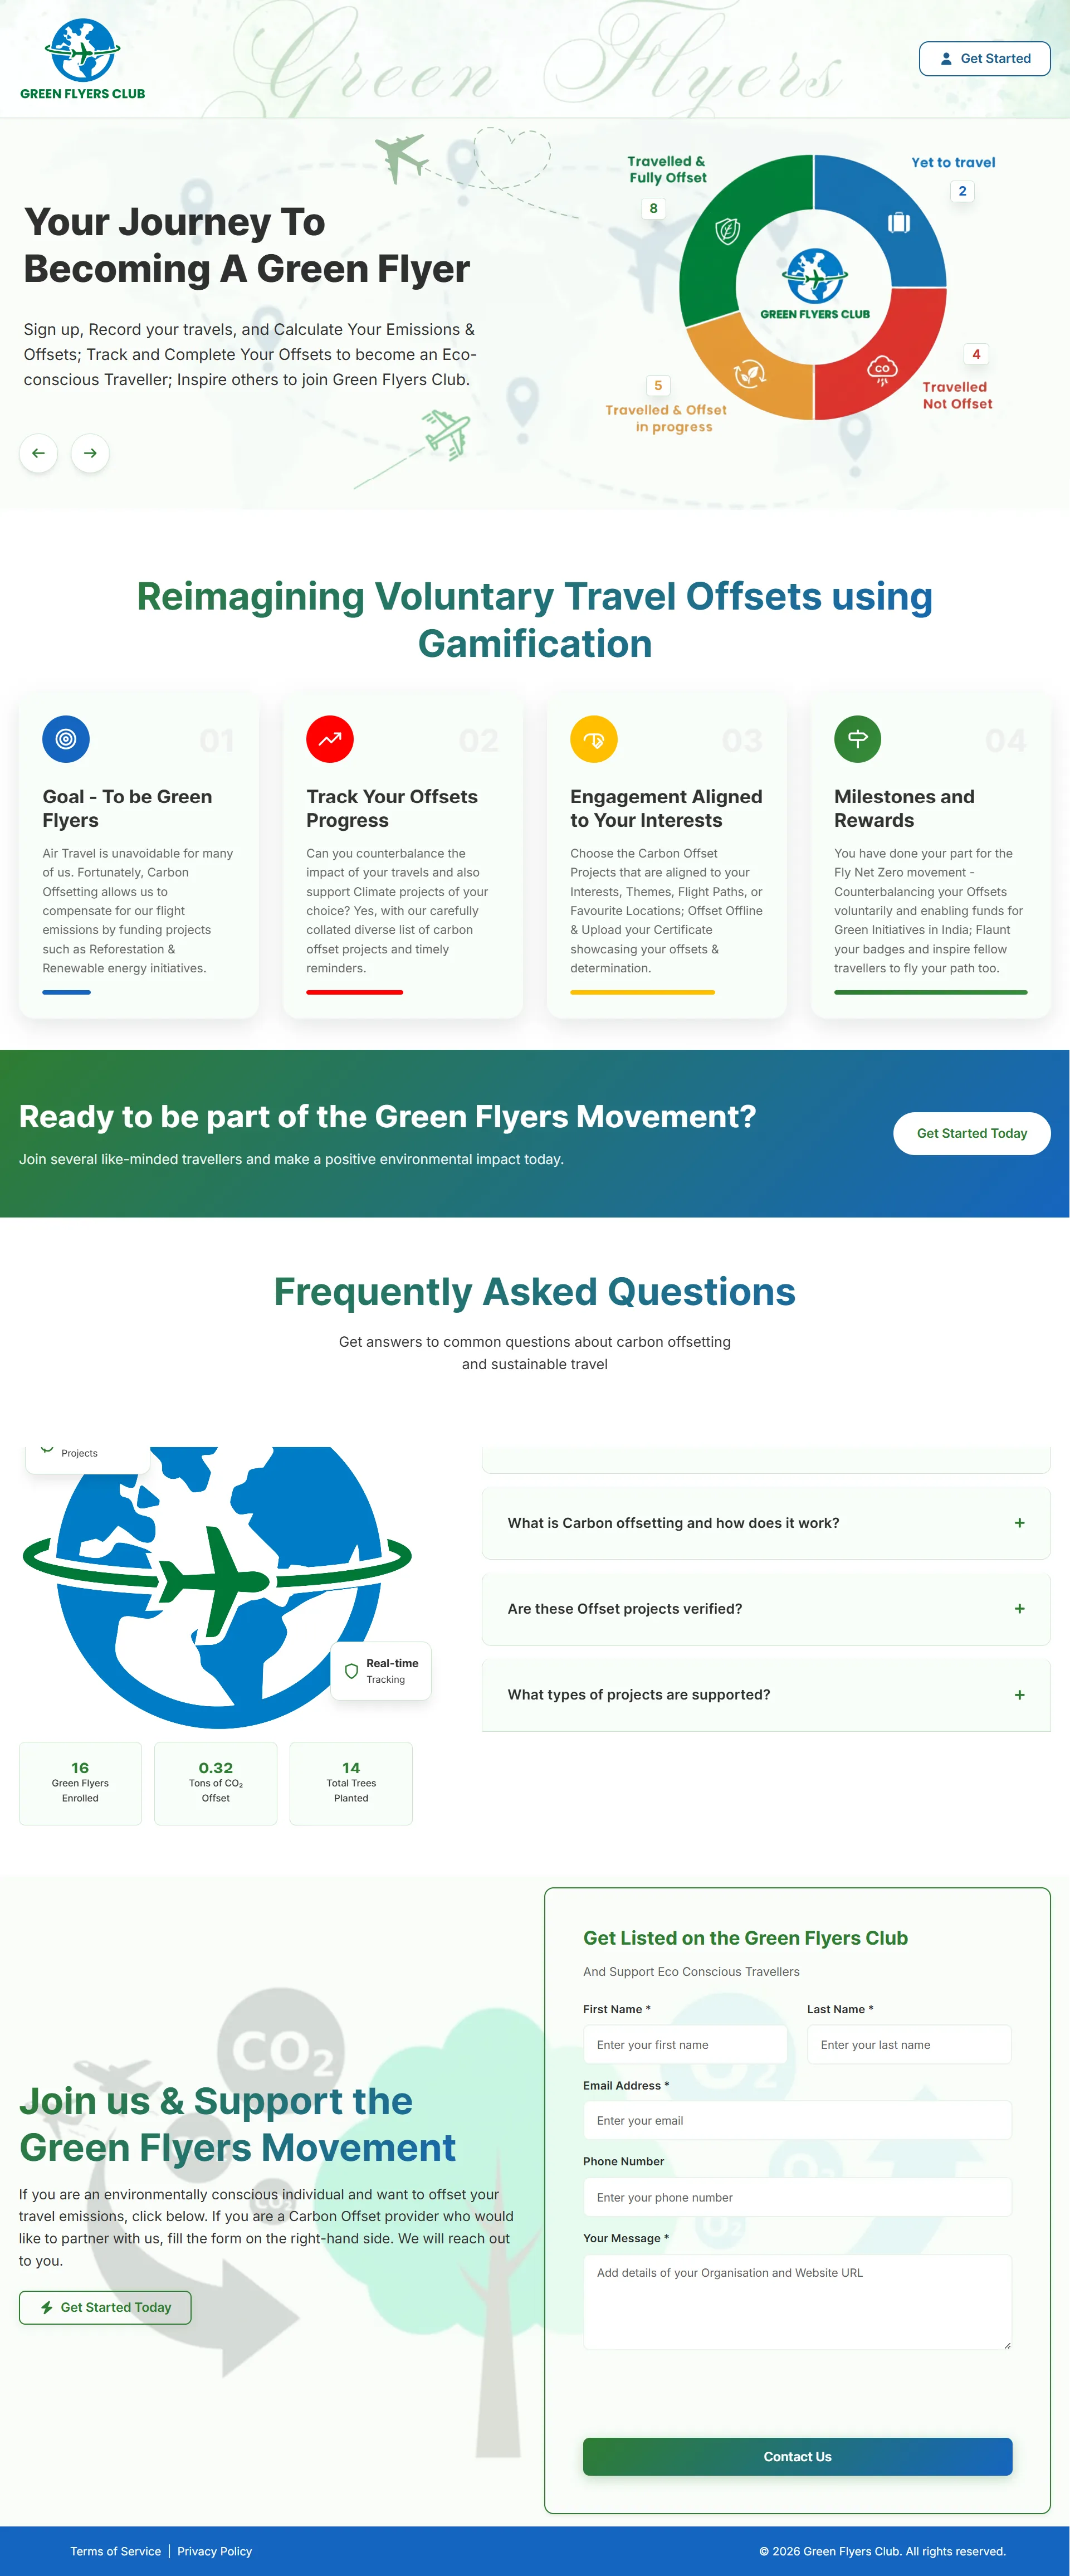 Green Flyers
GREEN FLYERS CLUB
Get Started
Your Journey To
Becoming A Green Flyer
Sign up, Record your travels, and Calculate Your Emissions &
Offsets; Track and Complete Your Offsets to become an Eco-
conscious Traveller; Inspire others to join Green Flyers Club.
Travelled &
Fully Offset
8
Yet to travel
2
GREEN FLYERS CLUB
CO
4
Travelled
Not Offset
5
Travelled & Offset
in progress
Reimagining Voluntary Travel Offsets using
Gamification
01
Goal - To be Green
Flyers
Air Travel is unavoidable for many
of us. Fortunately, Carbon
Offsetting allows us to
compensate for our flight
emissions by funding projects
such as Reforestation &
Renewable energy initiatives.
02
Track Your Offsets
Progress
Can you counterbalance the
impact of your travels and also
support Climate projects of your
choice? Yes, with our carefully
collated diverse list of carbon
offset projects and timely
reminders.
03
Engagement Aligned
to Your Interests
Choose the Carbon Offset
Projects that are aligned to your
Interests, Themes, Flight Paths, or
Favourite Locations; Offset Offline
& Upload your Certificate
showcasing your offsets &
determination.
04
Milestones and
Rewards
You have done your part for the
Fly Net Zero movement -
Counterbalancing your Offsets
voluntarily and enabling funds for
Green Initiatives in India; Flaunt
your badges and inspire fellow
travellers to fly your path too.
Ready to be part of the Green Flyers Movement?
Join several like-minded travellers and make a positive environmental impact today.
Get Started Today
Frequently Asked Questions
Get answers to common questions about carbon offsetting
and sustainable travel
Projects
Real-time
Tracking
16
Green Flyers
Enrolled
0.32
Tons of CO₂
Offset
14
Total Trees
Planted
What is Carbon offsetting and how does it work?
+
Are these Offset projects verified?
+
What types of projects are supported?
+
CO₂
Join us & Support the
Green Flyers Movement
If you are an environmentally conscious individual and want to offset your
travel emissions, click below. If you are a Carbon Offset provider who would
like to partner with us, fill the form on the right-hand side. We will reach out
to you.
Get Started Today
Get Listed on the Green Flyers Club
And Support Eco Conscious Travellers
First Name *
Last Name *
Enter your first name
Enter your last name
Email Address *
Enter your email
Phone Number
Enter your phone number
Your Message *
Add details of your Organisation and Website URL
Contact Us
Terms of Service | Privacy Policy
© 2026 Green Flyers Club. All rights reserved.